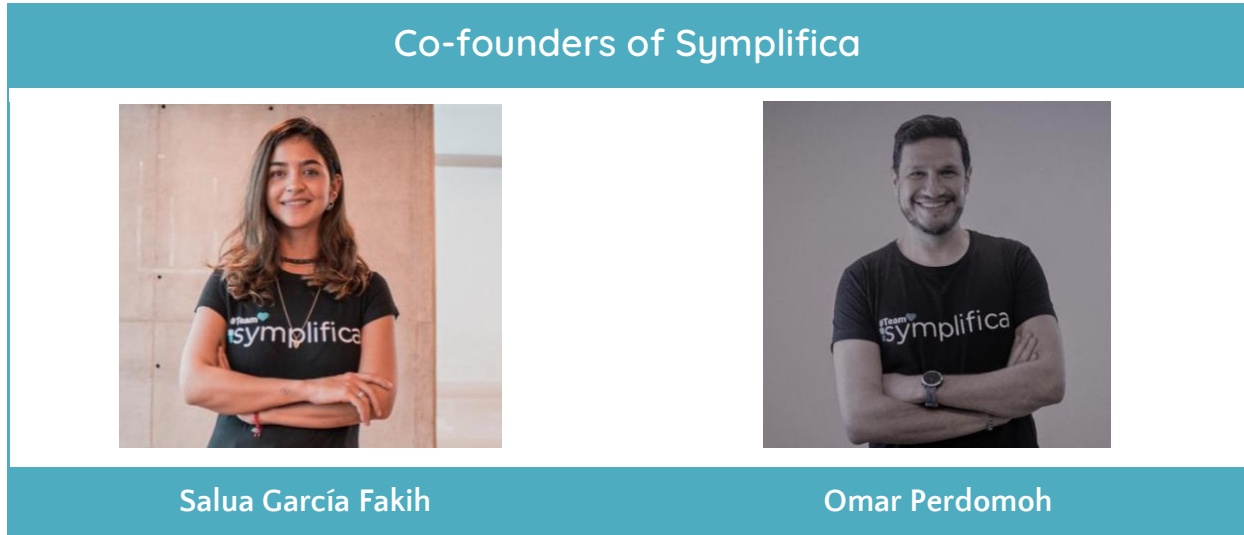 Co-founders of Symplifica
#Team
symplifica
#Team
symplifica
Salua García Fakih
Omar Perdomoh